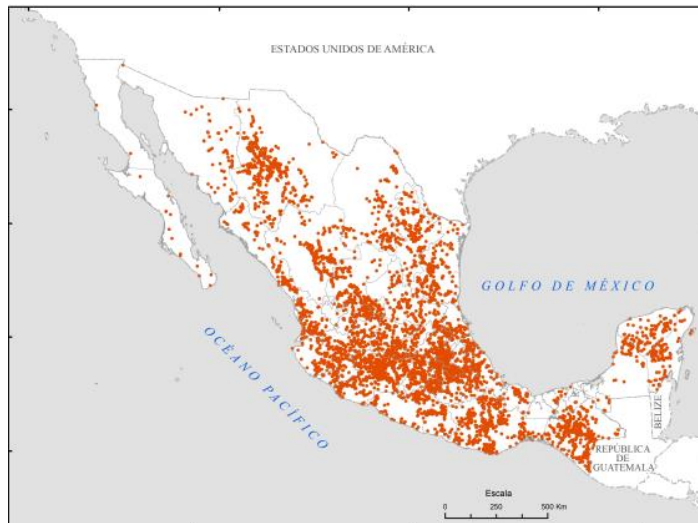 ESTADOS UNIDOS DE AMÉRICA
GOLFO DE MÉXICO
OCÉANO PACÍFICO
BELIZE
REPÚBLICA
DE
GUATEMALA
Escala
0 250 500 Km